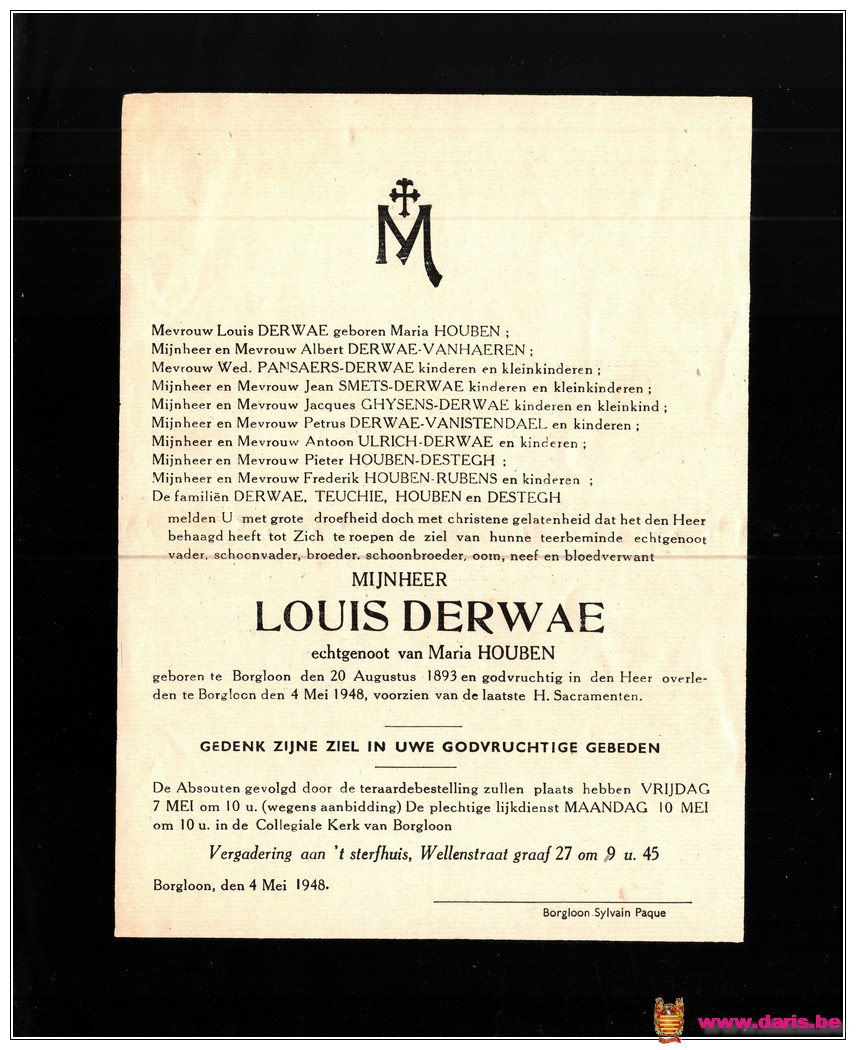 M
Mevrouw Louis DERWAE geboren Maria HOUBEN ;
Mijnheer en Mevrouw Albert DERWAE-VANHAEREN ;
Mevrouw Wed. PANSAERS-DERWAE kinderen en kleinkinderen ;
Mijnheer en Mevrouw Jean SMETS-DERWAE kinderen en kleinkinderen ;
Mijnheer en Mevrouw Jacques GHYSENS-DERWAE kinderen en kleinkind ;
Mijnheer en Mevrouw Petrus DERWAE-VANISTENDAEL en kinderen ;
Mijnheer en Mevrouw Antoon ULRICH-DERWAE en kinderen ;
Mijnheer en Mevrouw Pieter HOUBEN-DESTEGH ;
Mijnheer en Mevrouw Frederik HOUBEN-RUBENS en kinderen ;
De familiën DERWAE, TEUCHIE, HOUBEN en DESTEGH
melden U met grote droefheid doch met christene gelatenheid dat het den Heer
behaagd heeft tot Zich te roepen de ziel van hunne teerbeminde echtgenoot
vader, schoonvader, broeder. schoonbroeder, oom, neef en bloedverwant
MIJNHEER
LOUIS DERWAE
echtgenoot van Maria HOUBEN
geboren te Borgloon den 20 Augustus 1893 en godvruchtig in den Heer overle-
den te Borgloon den 4 Mei 1948, voorzien van de laatste H. Sacramenten.
GEDENK ZIJNE ZIEL IN UWE GODVRUCHTIGE GEBEDEN
De Absouten gevolgd door de teraardebestelling zullen plaats hebben VRIJDAG
7 MEI om 10 u. (wegens aanbidding) De plechtige lijkdienst MAANDAG 10 MEI
om 10 u. in de Collegiale Kerk van Borgloon
Vergadering aan 't sterfhuis, Wellenstraat graaf 27 om 9 u. 45
Borgloon, den 4 Mei 1948.
Borgloon Sylvain Paque
www.daris.be